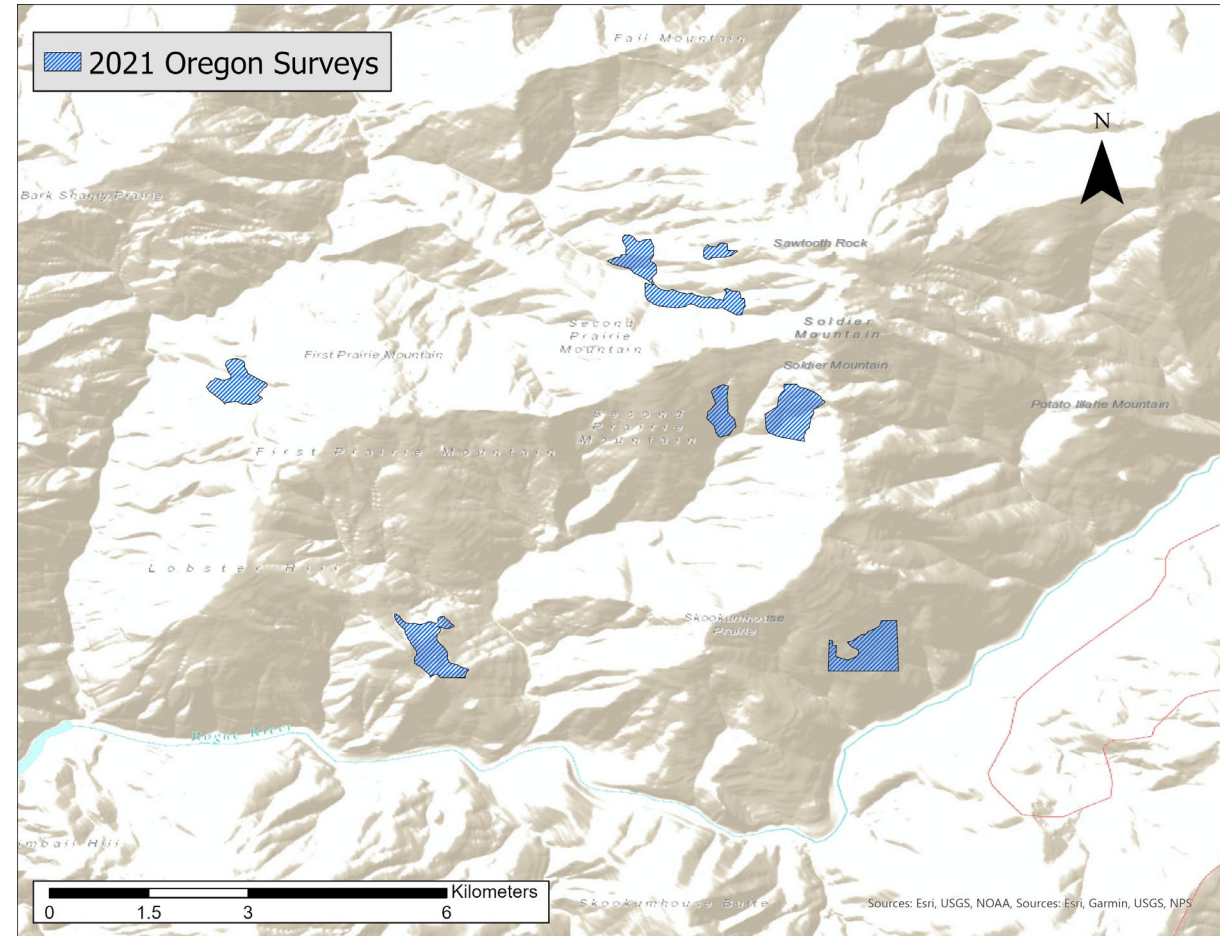 Fall Mountain
2021 Oregon Surveys
N
Bark Shanty Prairie
Sawtooth Rock
Second
Prairie
Mountain
Soldier
Mountain
First Prairie Mountain
Soldier Mountain
Potato Illahe Mountain
Second
Prairie
Mountain
First Prairie Mountain
Lobster Hill
Skookumhouse
Prairie
Rogue River
Hill
Kilometers
0 1.5 3 6
Skookumhouse Butte
Sources: Esri, USGS, NOAA, Sources: Esri, Garmin, USGS, NPS